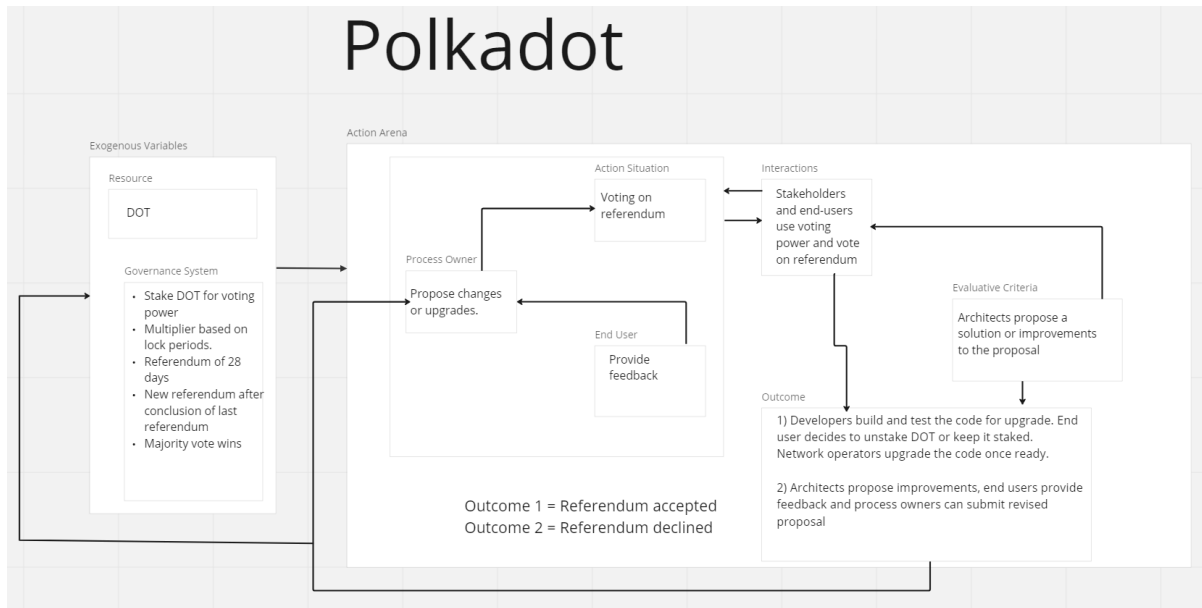 Polkadot
Exogenous Variables
Resource
DOT
Governance System
• Stake DOT for voting
power
• Multiplier based on
lock periods.
• Referendum of 28
days
• New referendum after
conclusion of last
referendum
• Majority vote wins
Action Arena
Action Situation
Voting on
referendum
Process Owner
Propose changes
or upgrades.
End User
Provide
feedback
Interactions
Stakeholders
and end-users
use voting
power and vote
on referendum
Evaluative Criteria
Architects propose a
solution or improvements
to the proposal
Outcome
1) Developers build and test the code for upgrade. End
user decides to unstake DOT or keep it staked.
Network operators upgrade the code once ready.
2) Architects propose improvements, end users provide
feedback and process owners can submit revised
proposal
Outcome 1 = Referendum accepted
Outcome 2 = Referendum declined